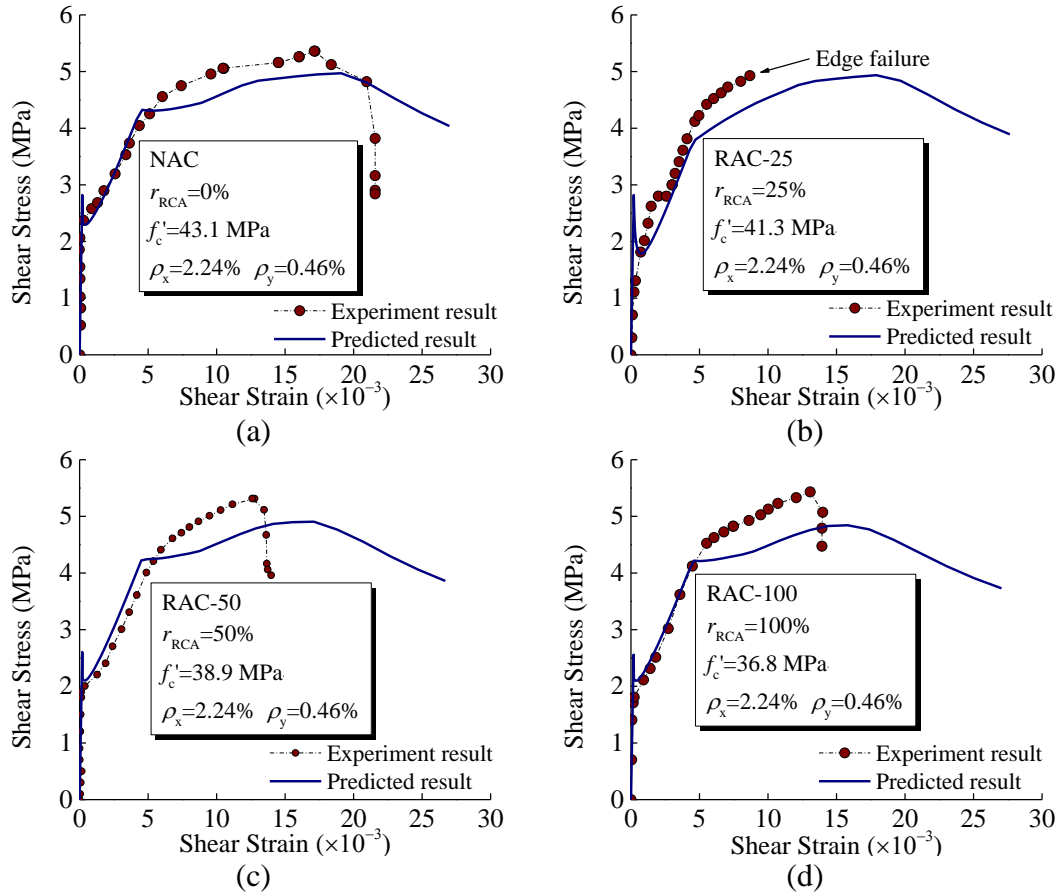 6
5
4
3
2
1
0
Shear Stress (MPa)
NAC
r_RCA=0%
f_c'=43.1 MPa
ρ_x=2.24% ρ_y=0.46%
Experiment result
Predicted result
0 5 10 15 20 25 30
Shear Strain (×10⁻³)
(a)
6
5
4
3
2
1
0
Shear Stress (MPa)
Edge failure
RAC-25
r_RCA=25%
f_c'=41.3 MPa
ρ_x=2.24% ρ_y=0.46%
Experiment result
Predicted result
0 5 10 15 20 25 30
Shear Strain (×10⁻³)
(b)
6
5
4
3
2
1
0
Shear Stress (MPa)
RAC-50
r_RCA=50%
f_c'=38.9 MPa
ρ_x=2.24% ρ_y=0.46%
Experiment result
Predicted result
0 5 10 15 20 25 30
Shear Strain (×10⁻³)
(c)
6
5
4
3
2
1
0
Shear Stress (MPa)
RAC-100
r_RCA=100%
f_c'=36.8 MPa
ρ_x=2.24% ρ_y=0.46%
Experiment result
Predicted result
0 5 10 15 20 25 30
Shear Strain (×10⁻³)
(d)